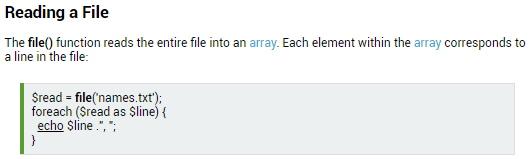 Reading a File
The file() function reads the entire file into an array. Each element within the array corresponds to
a line in the file:
$read = file('names.txt');
foreach ($read as $line) {
echo $line .", ";
}